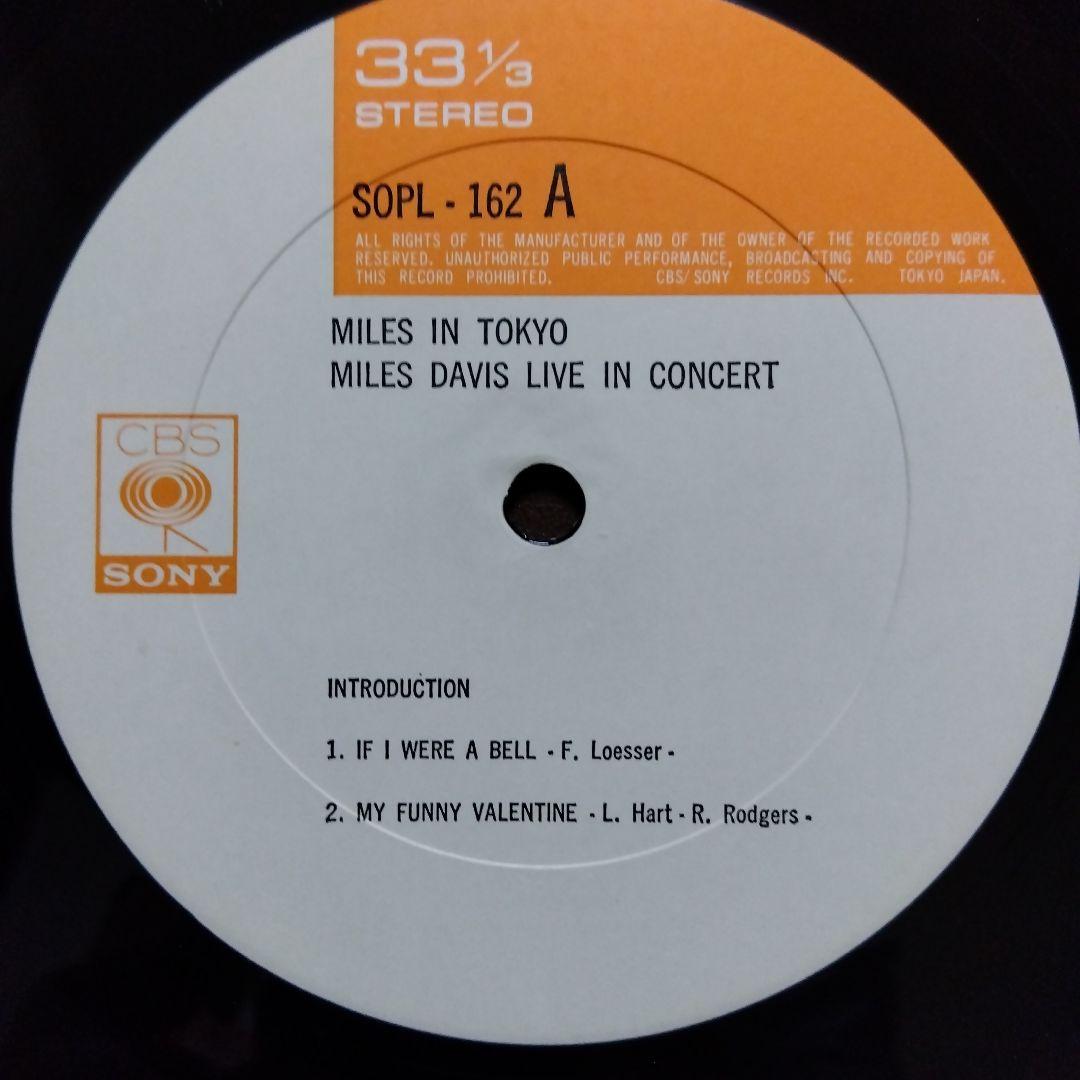 33 1/3
STEREO
SOPL - 162 A
ALL RIGHTS OF THE MANUFACTURER AND OF THE OWNER OF THE RECORDED WORK
RESERVED. UNAUTHORIZED PUBLIC PERFORMANCE, BROADCASTING AND COPYING OF
THIS RECORD PROHIBITED. CBS/SONY RECORDS INC. TOKYO JAPAN.
MILES IN TOKYO
MILES DAVIS LIVE IN CONCERT
CBS
SONY
INTRODUCTION
1. IF I WERE A BELL - F. Loesser -
2. MY FUNNY VALENTINE - L. Hart - R. Rodgers -